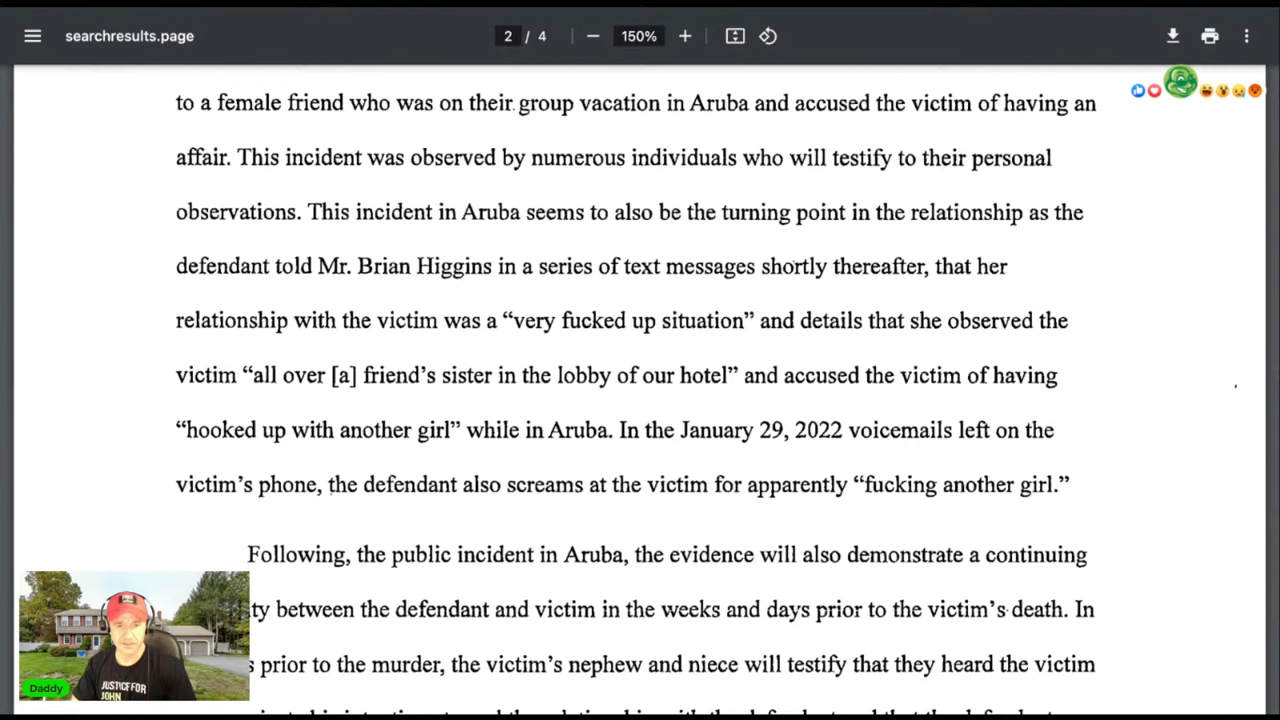 searchresults.page
2 / 4
150%
to a female friend who was on their group vacation in Aruba and accused the victim of having an
affair. This incident was observed by numerous individuals who will testify to their personal
observations. This incident in Aruba seems to also be the turning point in the relationship as the
defendant told Mr. Brian Higgins in a series of text messages shortly thereafter, that her
relationship with the victim was a “very fucked up situation” and details that she observed the
victim “all over [a] friend’s sister in the lobby of our hotel” and accused the victim of having
“hooked up with another girl” while in Aruba. In the January 29, 2022 voicemails left on the
victim’s phone, the defendant also screams at the victim for apparently “fucking another girl.”
Following, the public incident in Aruba, the evidence will also demonstrate a continuing
ty between the defendant and victim in the weeks and days prior to the victim’s death. In
s prior to the murder, the victim’s nephew and niece will testify that they heard the victim
Daddy
JUSTICE FOR
JOHN